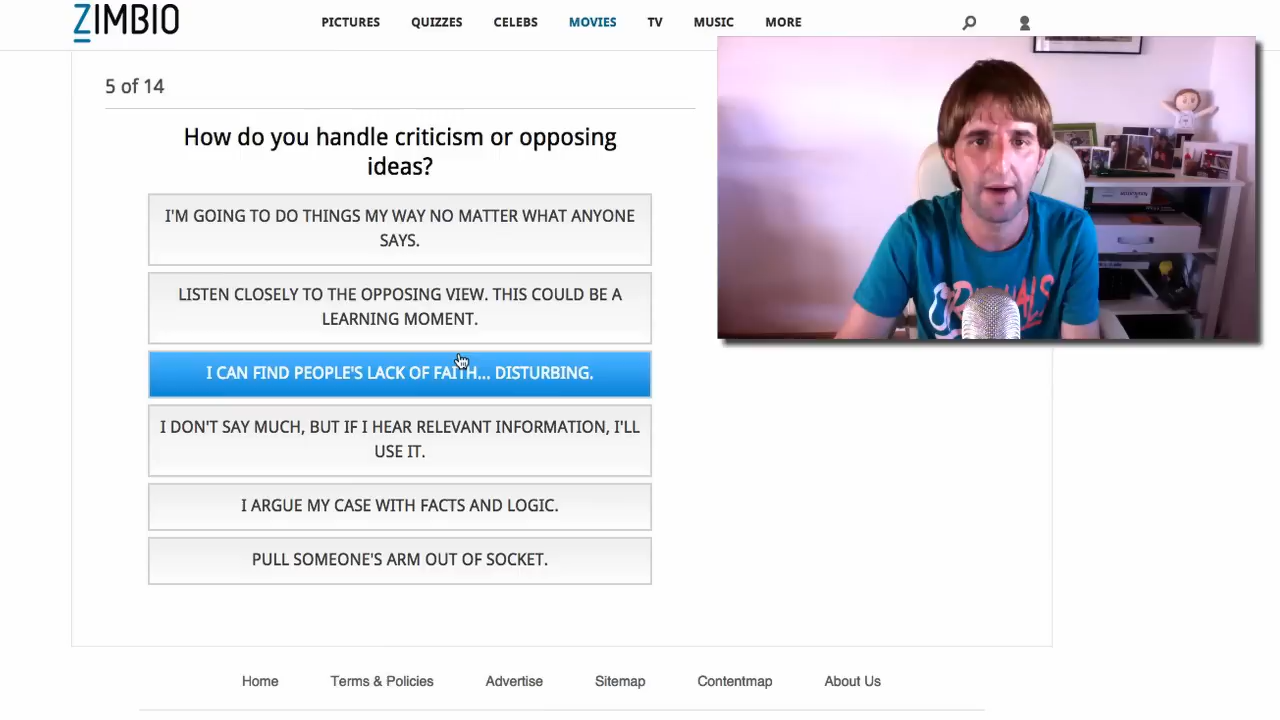 ZIMBIO
PICTURES QUIZZES CELEBS MOVIES TV MUSIC MORE
5 of 14
How do you handle criticism or opposing
ideas?
I'M GOING TO DO THINGS MY WAY NO MATTER WHAT ANYONE
SAYS.
LISTEN CLOSELY TO THE OPPOSING VIEW. THIS COULD BE A
LEARNING MOMENT.
I CAN FIND PEOPLE'S LACK OF FAITH... DISTURBING.
I DON'T SAY MUCH, BUT IF I HEAR RELEVANT INFORMATION, I'LL
USE IT.
I ARGUE MY CASE WITH FACTS AND LOGIC.
PULL SOMEONE'S ARM OUT OF SOCKET.
Home Terms & Policies Advertise Sitemap Contentmap About Us